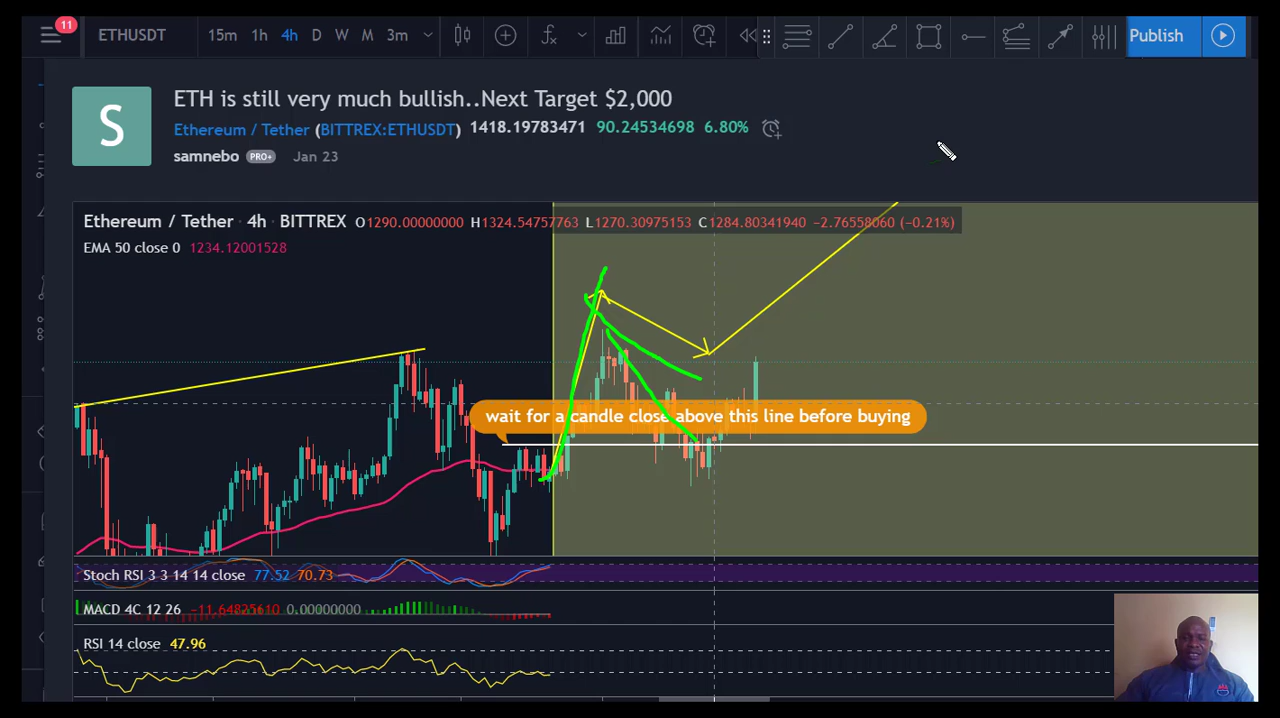 11
ETHUSDT 15m 1h 4h D W M 3m Publish
S
ETH is still very much bullish..Next Target $2,000
Ethereum / Tether (BITTREX:ETHUSDT) 1418.19783471 90.24534698 6.80%
samnebo PRO+ Jan 23
Ethereum / Tether · 4h · BITTREX O1290.00000000 H1324.54757763 L1270.30975153 C1284.80341940 −2.76558060 (−0.21%)
EMA 50 close 0 1234.12001528
wait for a candle close above this line before buying
Stoch RSI 3 3 14 14 close 77.52 70.73
MACD 4C 12 26 −11.64825610 0.00000000
RSI 14 close 47.96